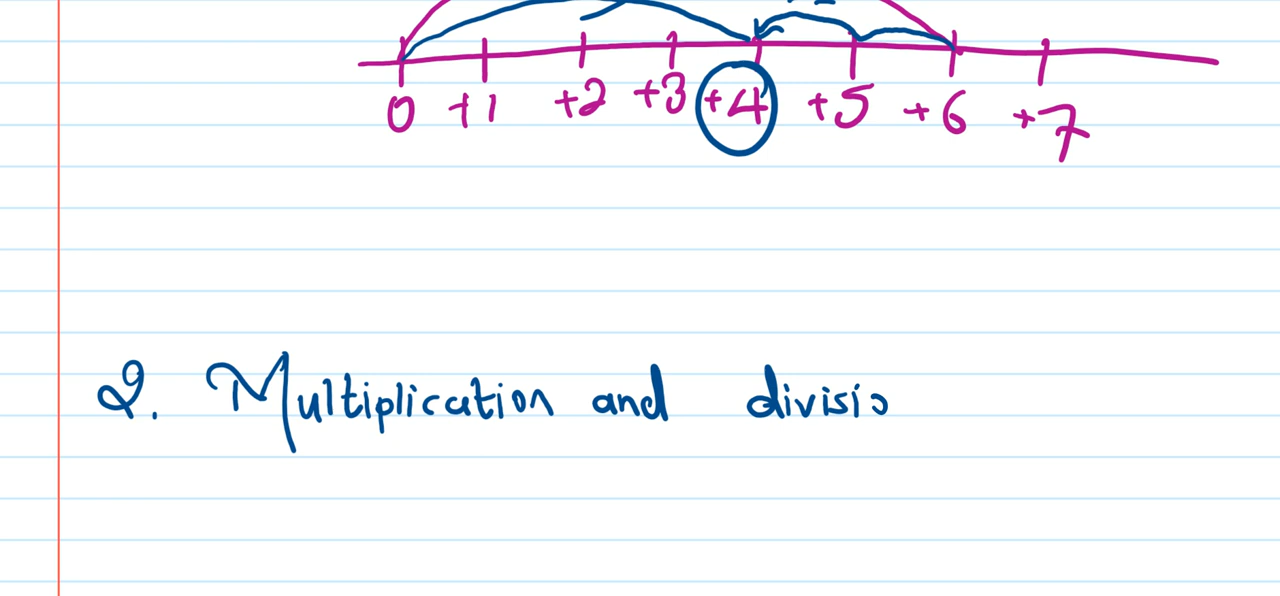 0 +1 +2 +3 +4 +5 +6 +7
2. Multiplication and divisio